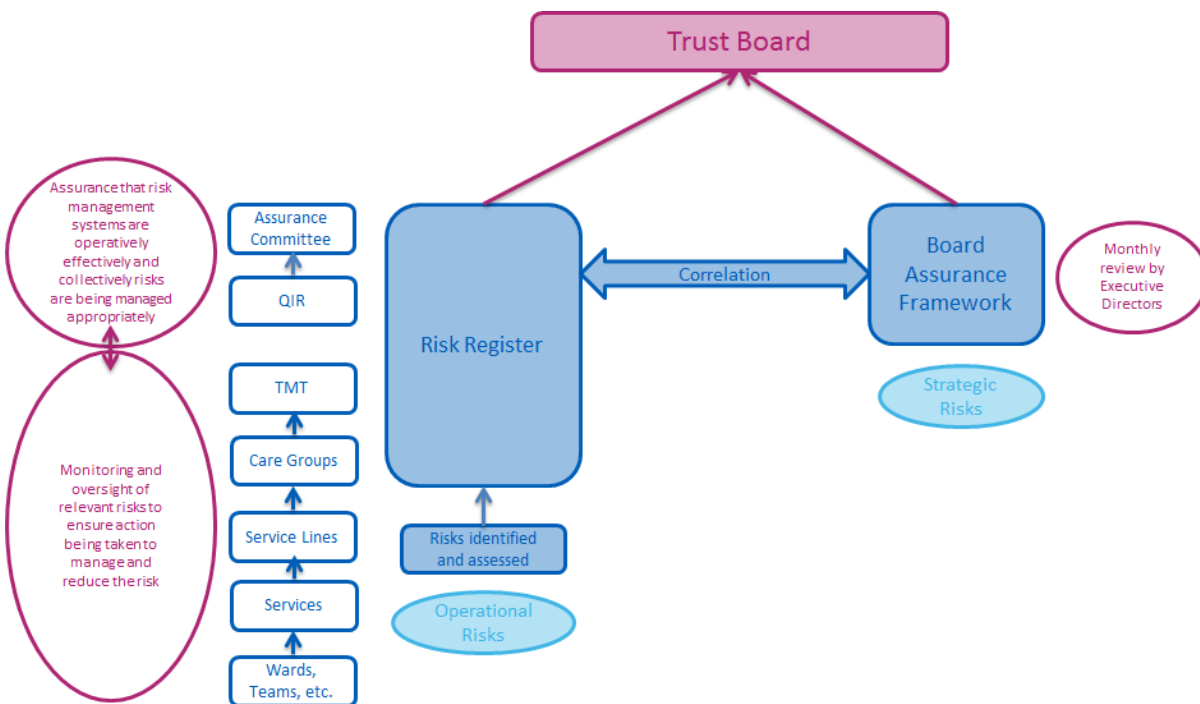 Trust Board
Assurance that risk
management
systems are
operatively
effectively and
collectively risks
are being managed
appropriately
Assurance
Committee
QIR
TMT
Care Groups
Service Lines
Services
Wards,
Teams, etc.
Monitoring and
oversight of
relevant risks to
ensure action
being taken to
manage and
reduce the risk
Risk Register
Risks identified
and assessed
Operational
Risks
Correlation
Board
Assurance
Framework
Strategic
Risks
Monthly
review by
Executive
Directors